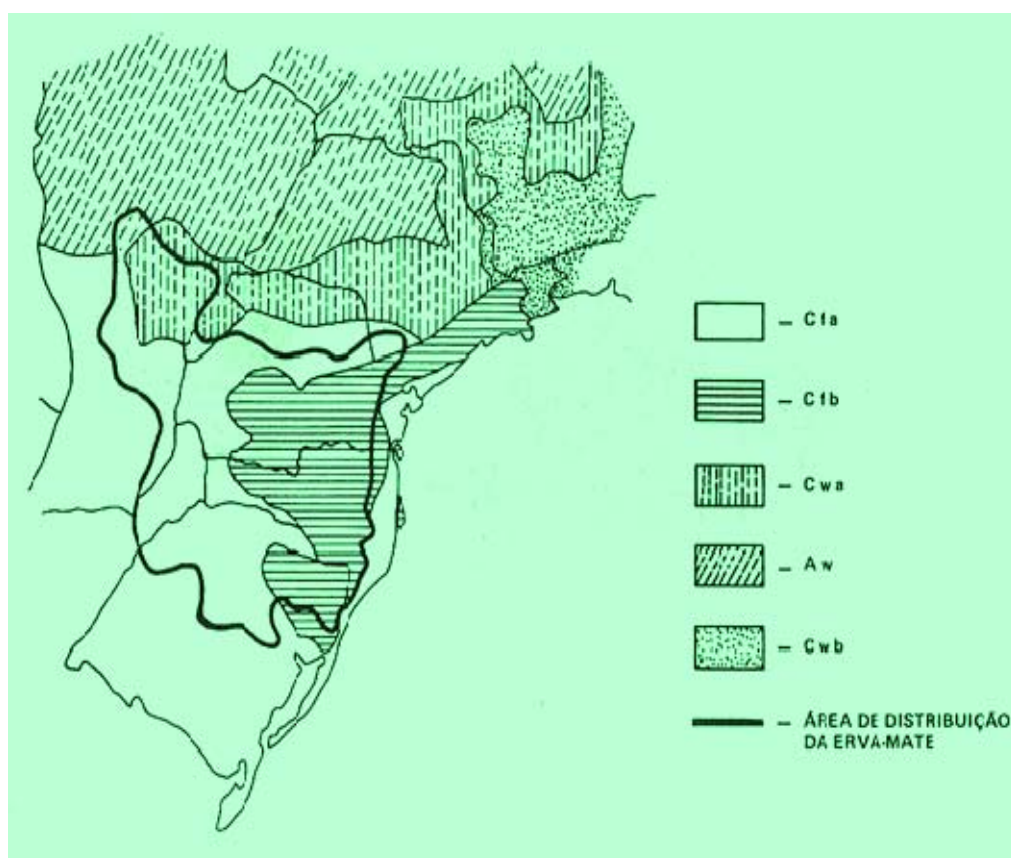 – Cfa
– Cfb
– Cwa
– Aw
– Cwb
– ÁREA DE DISTRIBUIÇÃO
DA ERVA-MATE